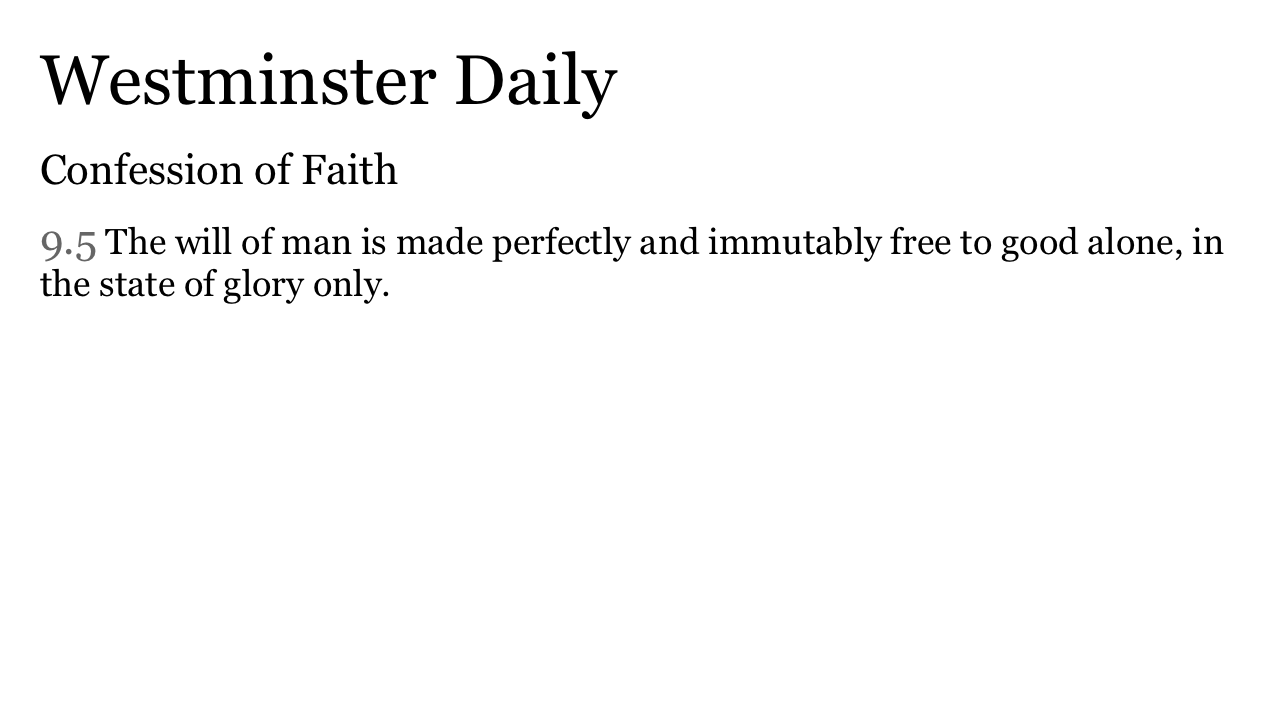 Westminster Daily
Confession of Faith
9.5 The will of man is made perfectly and immutably free to good alone, in
the state of glory only.